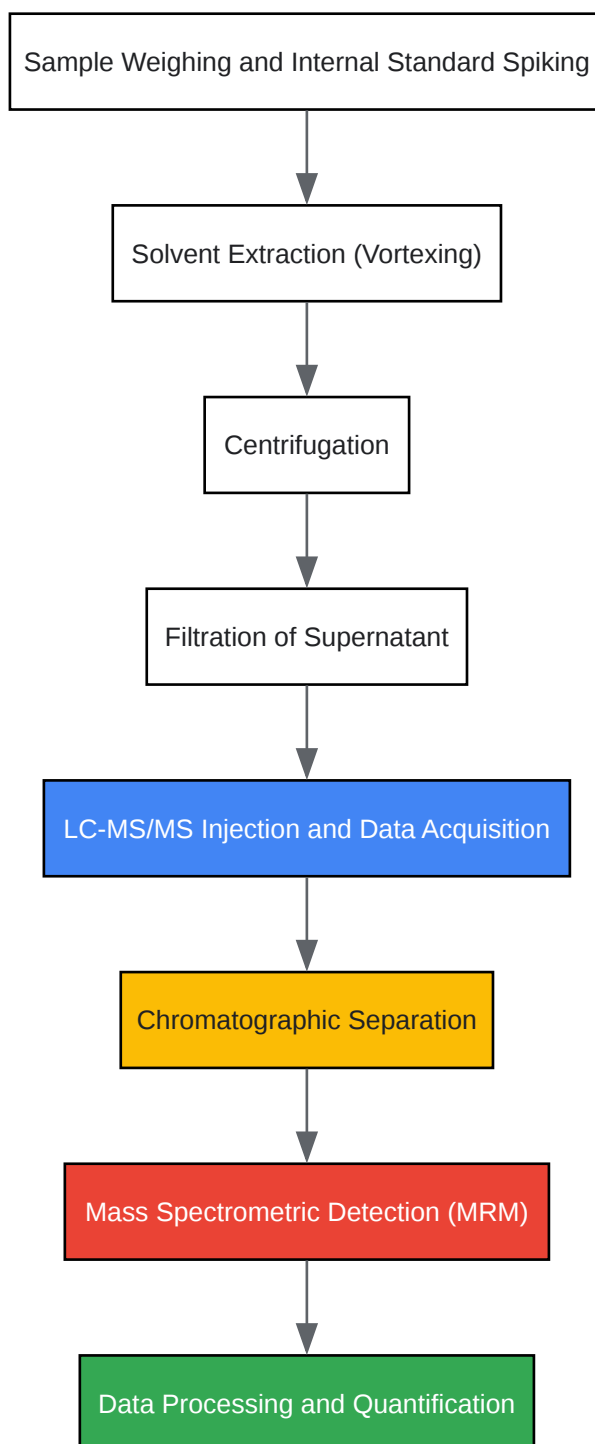 Sample Weighing and Internal Standard Spiking
Solvent Extraction (Vortexing)
Centrifugation
Filtration of Supernatant
LC-MS/MS Injection and Data Acquisition
Chromatographic Separation
Mass Spectrometric Detection (MRM)
Data Processing and Quantification